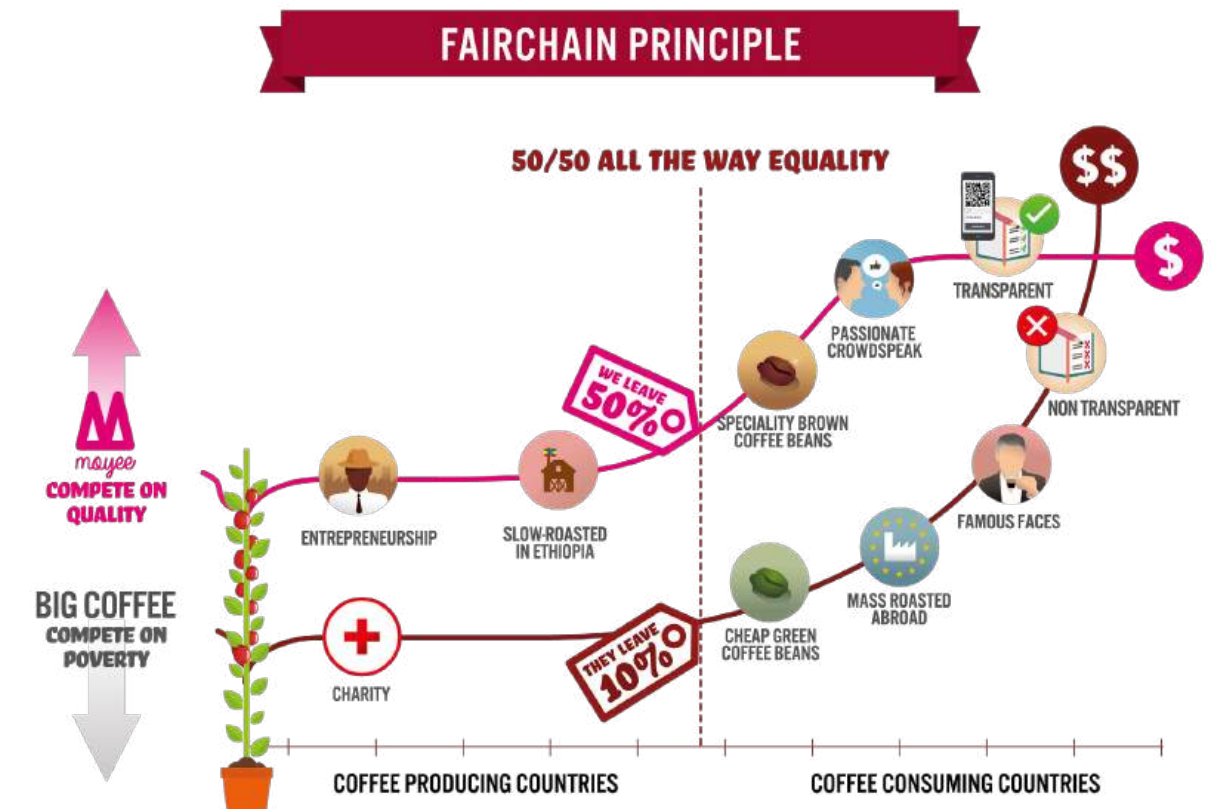 FAIRCHAIN PRINCIPLE
50/50 ALL THE WAY EQUALITY
$$
$
TRANSPARENT
PASSIONATE
CROWDSPEAK
NON TRANSPARENT
WE LEAVE
50%
SPECIALITY BROWN
COFFEE BEANS
moyee
COMPETE ON
QUALITY
ENTREPRENEURSHIP
SLOW-ROASTED
IN ETHIOPIA
FAMOUS FACES
BIG COFFEE
COMPETE ON
POVERTY
MASS ROASTED
ABROAD
THEY LEAVE
10%
CHEAP GREEN
COFFEE BEANS
CHARITY
COFFEE PRODUCING COUNTRIES
COFFEE CONSUMING COUNTRIES